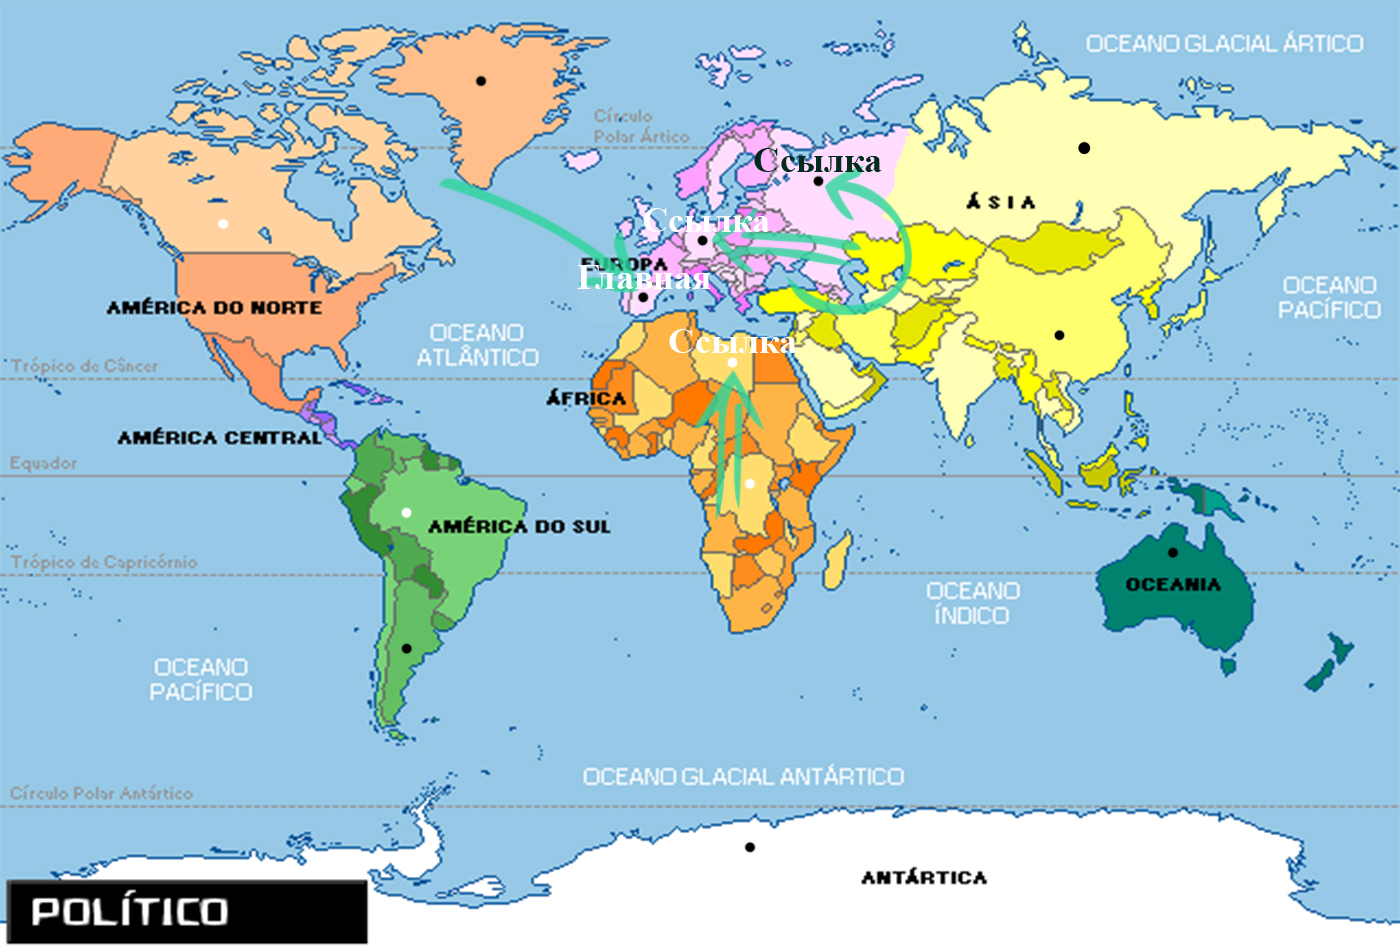 OCEANO GLACIAL ÁRTICO
Círculo
Polar Ártico
Ссылка
ÁSIA
Ссылка
EUROPA
Главная
OCEANO
PACÍFICO
AMÉRICA DO NORTE
OCEANO
ATLÂNTICO
Ссылка
Trópico de Câncer
ÁFRICA
AMÉRICA CENTRAL
Equador
AMÉRICA DO SUL
Trópico de Capricórnio
OCEANO
ÍNDICO
OCEANIA
OCEANO
PACÍFICO
OCEANO GLACIAL ANTÁRTICO
Círculo Polar Antártico
ANTÁRTICA
POLÍTICO